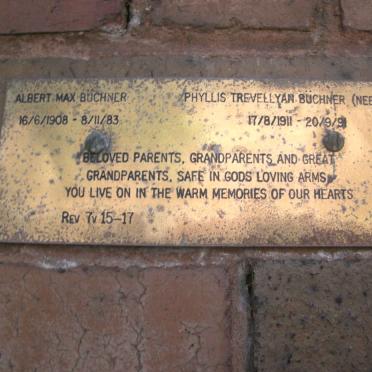 ALBERT MAX BUCHNER PHYLLIS TREVELLYAN BUCHNER (NEE
16/6/1908 - 8/11/83 17/8/1911 - 20/9/91
BELOVED PARENTS, GRANDPARENTS AND GREAT
GRANDPARENTS, SAFE IN GODS LOVING ARMS
YOU LIVE ON IN THE WARM MEMORIES OF OUR HEARTS
REV 7V 15-17